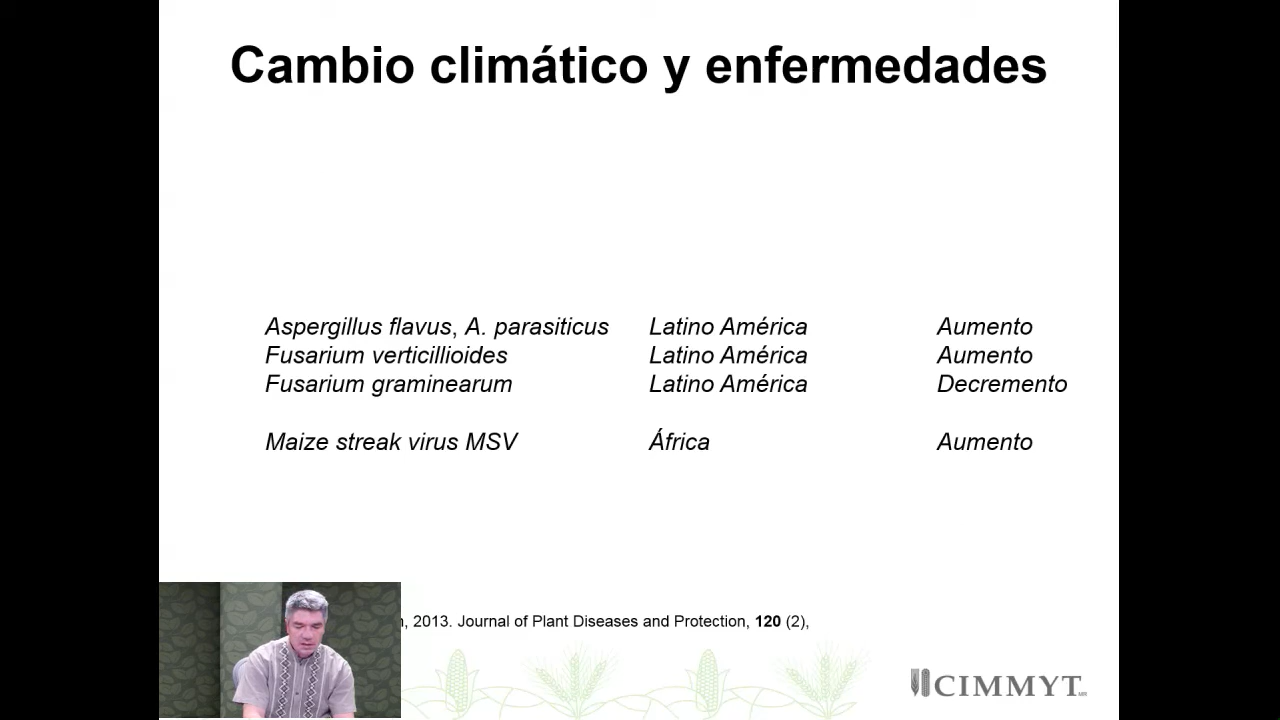 Cambio climático y enfermedades
Aspergillus flavus, A. parasiticus Latino América Aumento
Fusarium verticillioides Latino América Aumento
Fusarium graminearum Latino América Decremento
Maize streak virus MSV África Aumento
2013. Journal of Plant Diseases and Protection, 120 (2),
CIMMYT